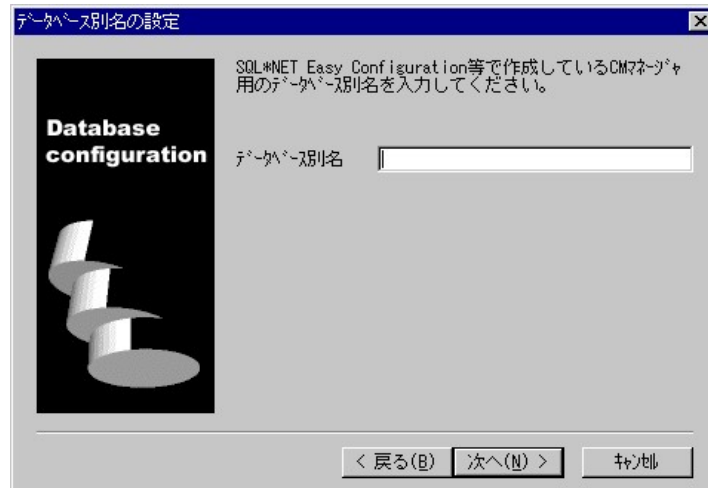 ﾃﾞｰﾀﾍﾞｰｽ別名の設定
SQL*NET Easy Configuration等で作成しているCMﾏﾈｰｼﾞｬ
用のﾃﾞｰﾀﾍﾞｰｽ別名を入力してください。
Database
configuration
ﾃﾞｰﾀﾍﾞｰｽ別名
< 戻る(B)
次へ(N) >
ｷｬﾝｾﾙ